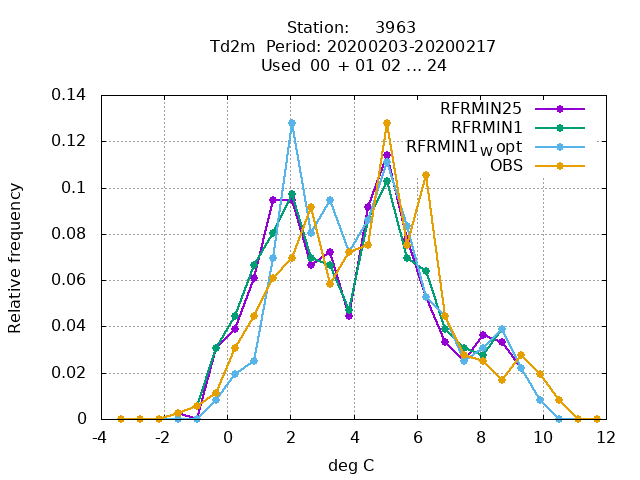 Station:     3963
Td2m  Period: 20200203-20200217
Used  00  + 01 02 ... 24
RFRMIN25
RFRMIN1
RFRMIN1W opt
OBS
Relative frequency
0.14
0.12
0.1
0.08
0.06
0.04
0.02
0
-4 -2 0 2 4 6 8 10 12
deg C